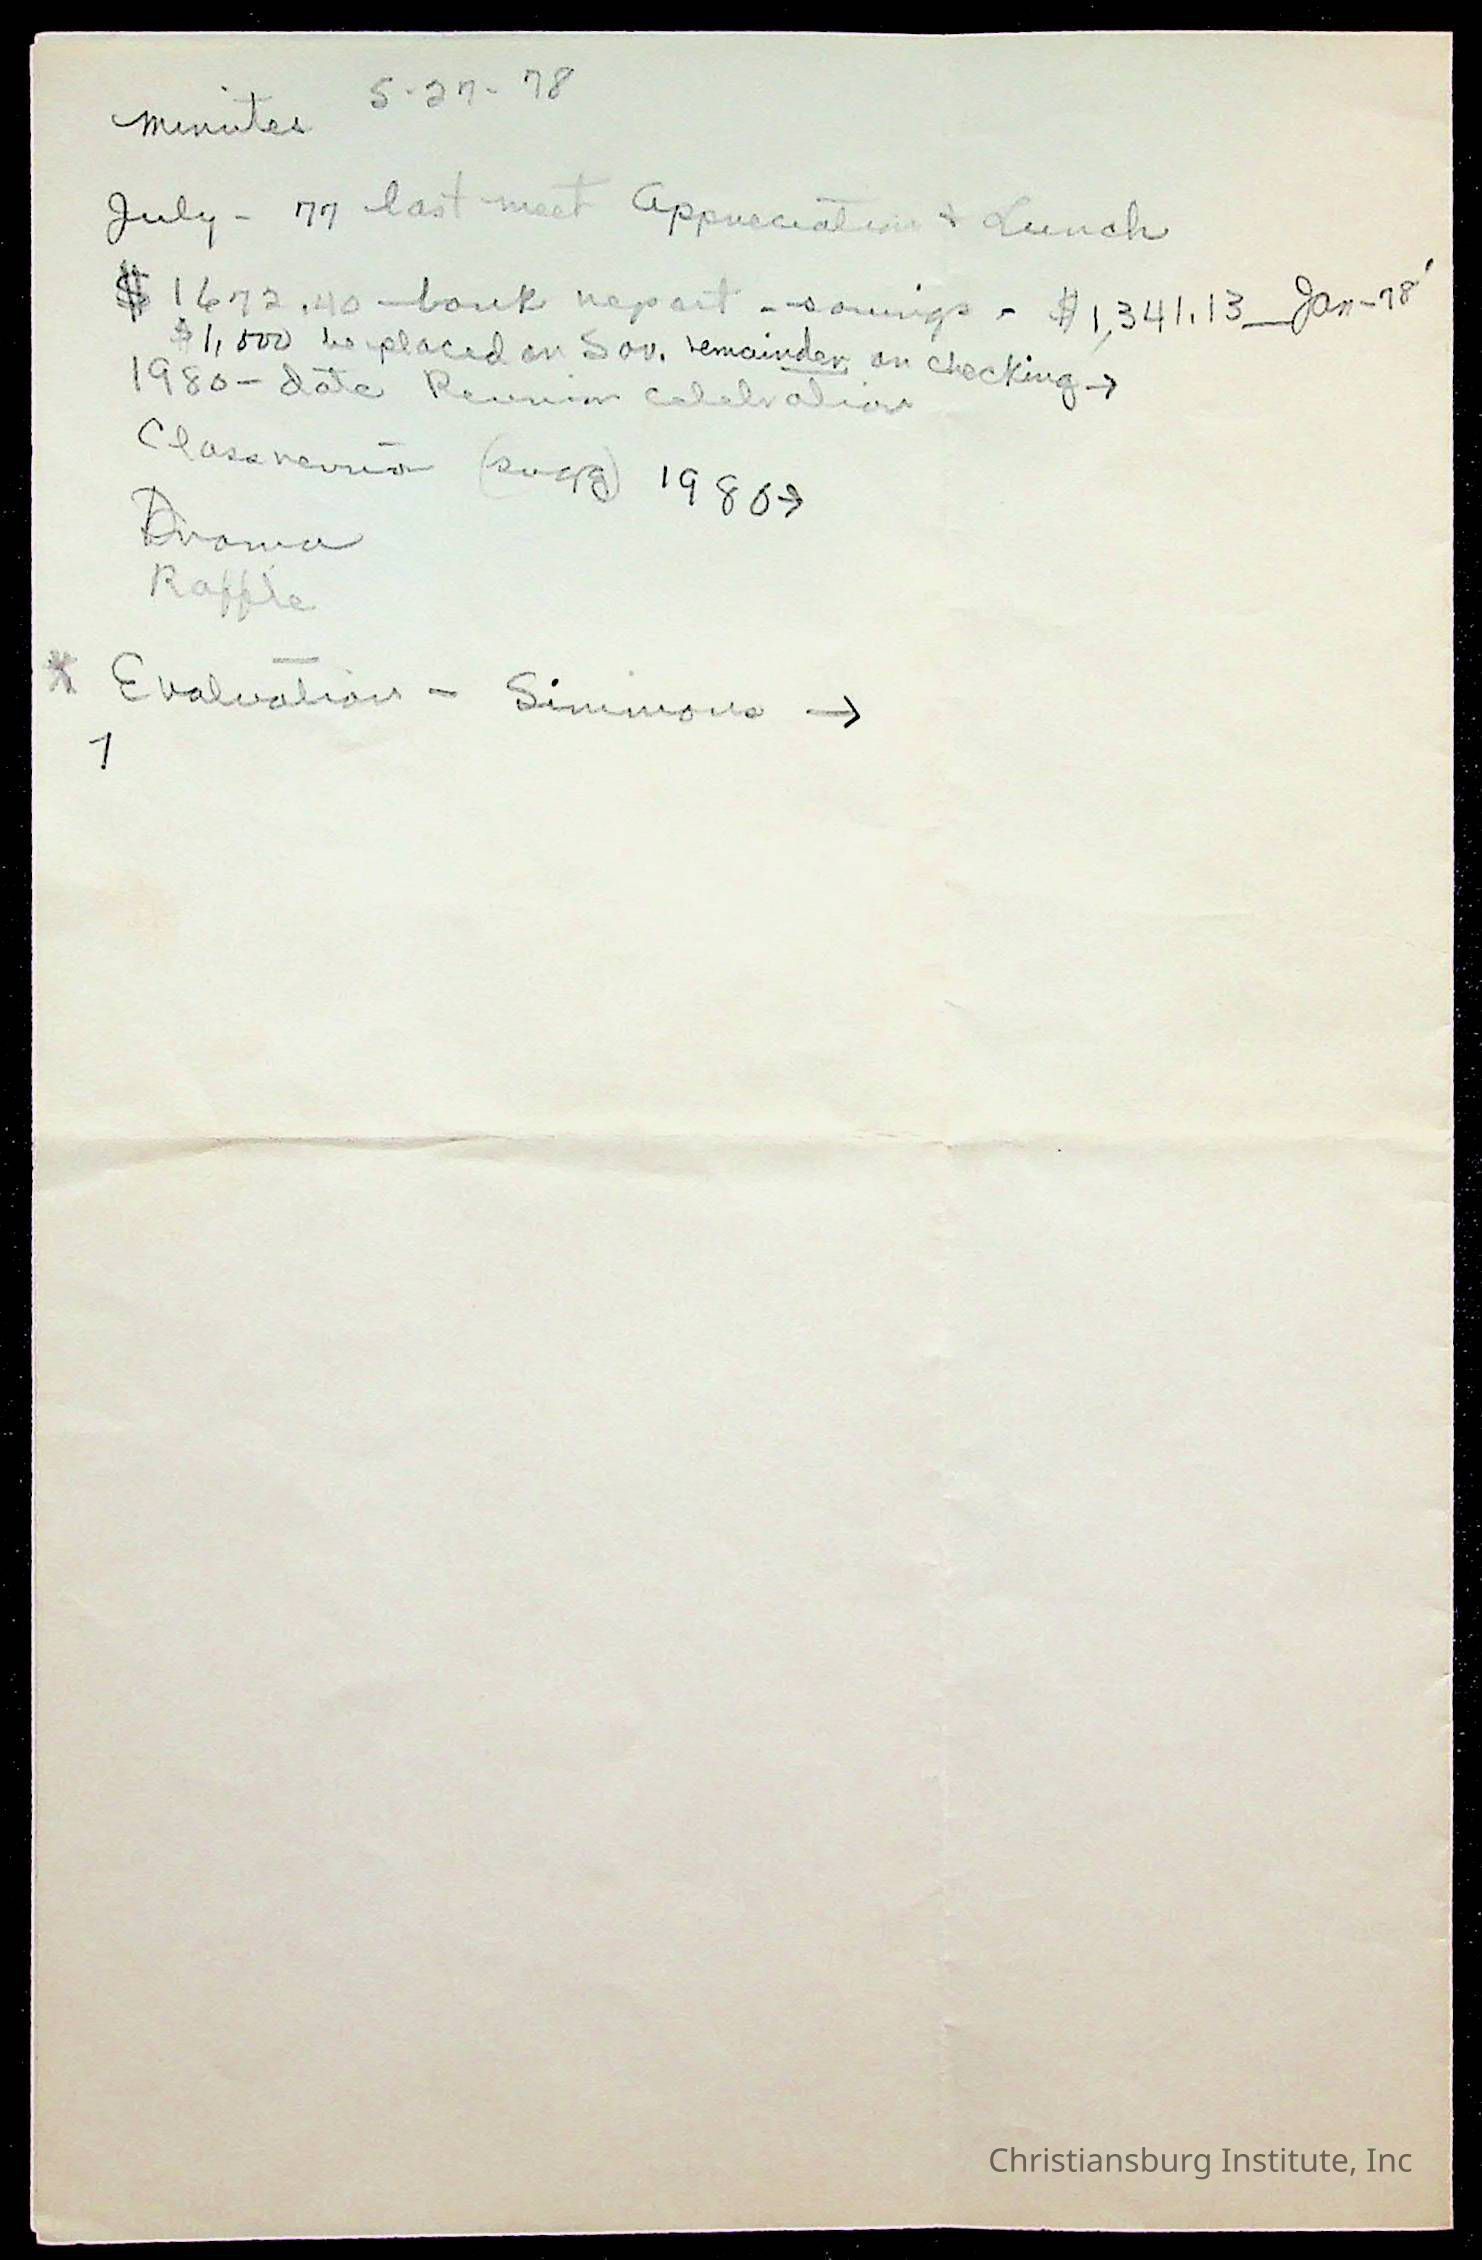 5-27-78
Minutes
July - 77 last meet Appreciation & Lunch
$1672.40 bank report - savings - $1,341.13 Jan-78'
$1,000 be placed on Sav. remainder on checking →
1980 - date Reunion celebration
Class reunion (sugg) 1980 →
Drama
Raffle
* Evaluation - Simmons →
1
Christiansburg Institute, Inc